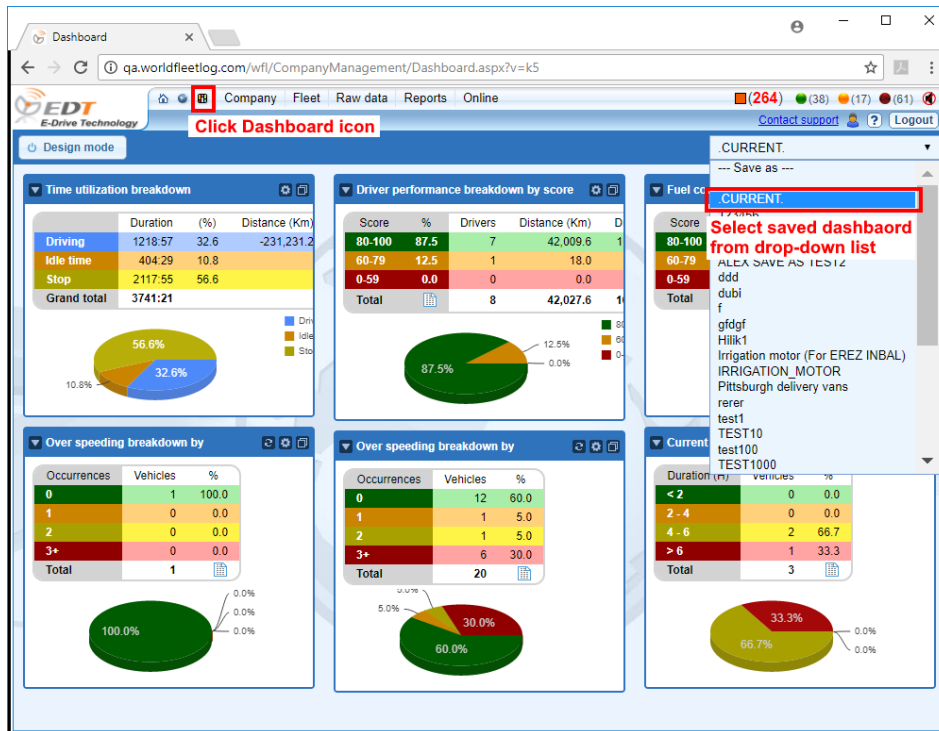 Dashboard
qa.worldfleetlog.com/wfl/CompanyManagement/Dashboard.aspx?v=k5
EDT
E-Drive Technology
Company Fleet Raw data Reports Online
(264) (38) (17) (61)
Click Dashboard icon
Contact support ? Logout
Design mode
.CURRENT.
--- Save as ---
.CURRENT.
Select saved dashbaord
from drop-down list
ALEX SAVE AS TEST2
ddd
dubi
f
gfdgf
Hilik1
Irrigation motor (For EREZ INBAL)
IRRIGATION_MOTOR
Pittsburgh delivery vans
rerer
test1
TEST10
test100
TEST1000
Time utilization breakdown
Duration (%) Distance (Km)
Driving 1218:57 32.6 -231,231.2
Idle time 404:29 10.8
Stop 2117:55 56.6
Grand total 3741:21
Driv
Idle
Sto
56.6%
32.6%
10.8%
Driver performance breakdown by score
Score % Drivers Distance (Km) D
80-100 87.5 7 42,009.6 1
60-79 12.5 1 18.0
0-59 0.0 0 0.0
Total 8 42,027.6 1
80
60
0-
12.5%
0.0%
87.5%
Fuel co
Score
80-100
60-79
0-59
Total
Over speeding breakdown by
Occurrences Vehicles %
0 1 100.0
1 0 0.0
2 0 0.0
3+ 0 0.0
Total 1
0.0%
0.0%
0.0%
100.0%
Over speeding breakdown by
Occurrences Vehicles %
0 12 60.0
1 1 5.0
2 1 5.0
3+ 6 30.0
Total 20
5.0%
30.0%
60.0%
Current
Duration (H) Vehicles %
< 2 0 0.0
2 - 4 0 0.0
4 - 6 2 66.7
> 6 1 33.3
Total 3
33.3%
66.7%
0.0%
0.0%